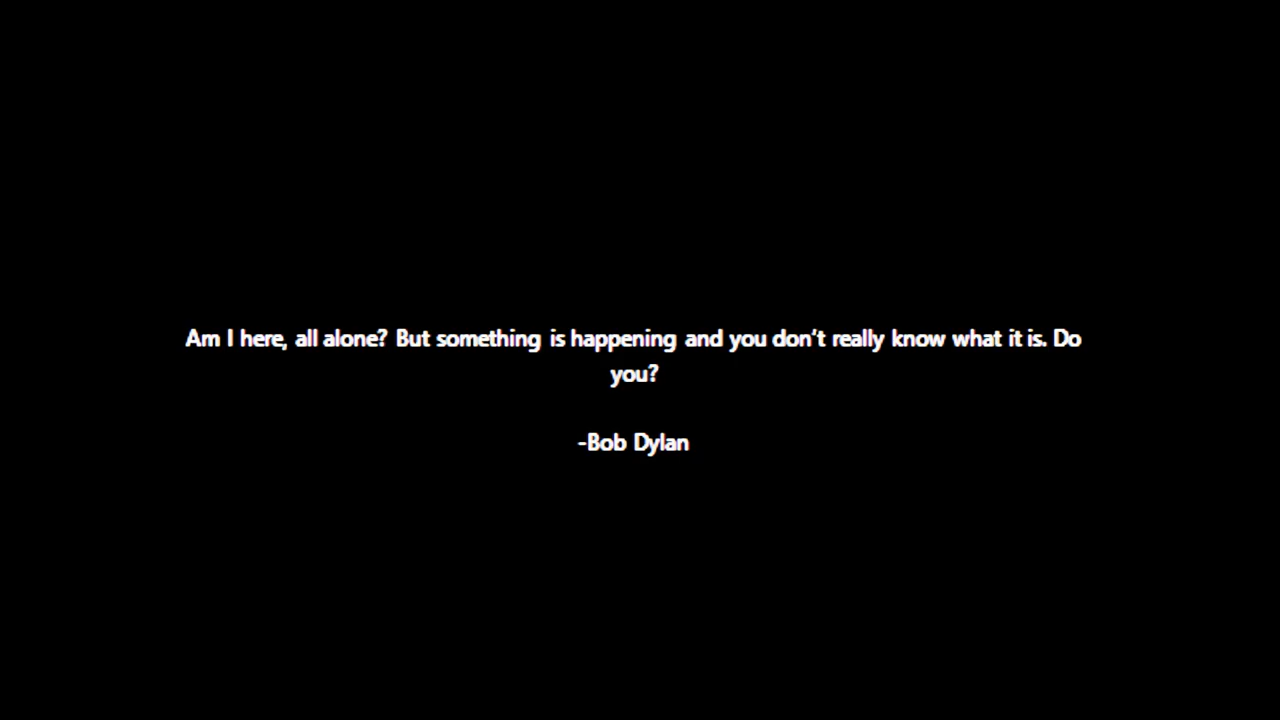 Am I here, all alone? But something is happening and you don't really know what it is. Do
you?
-Bob Dylan